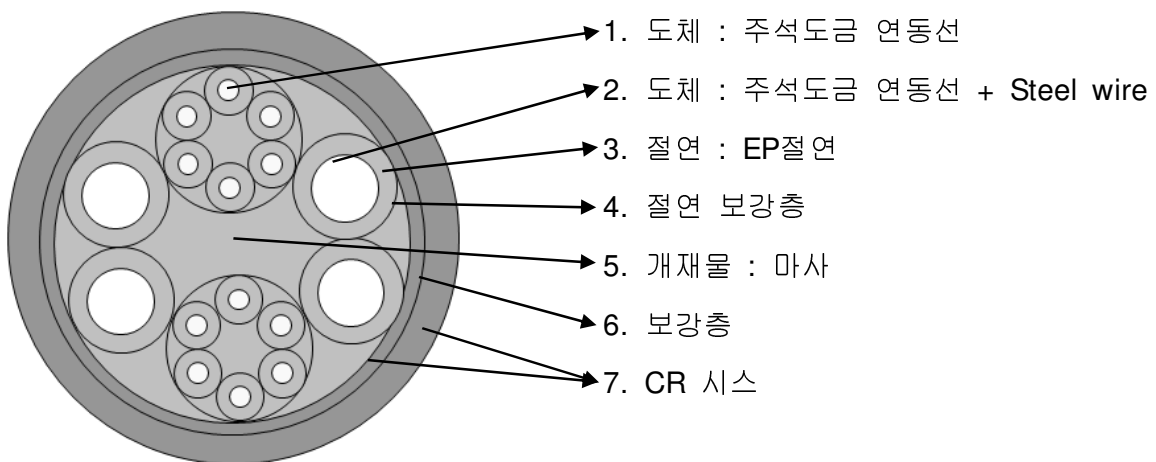 1. 도체 : 주석도금 연동선
2. 도체 : 주석도금 연동선 + Steel wire
3. 절연 : EP절연
4. 절연 보강층
5. 개재물 : 마사
6. 보강층
7. CR 시스